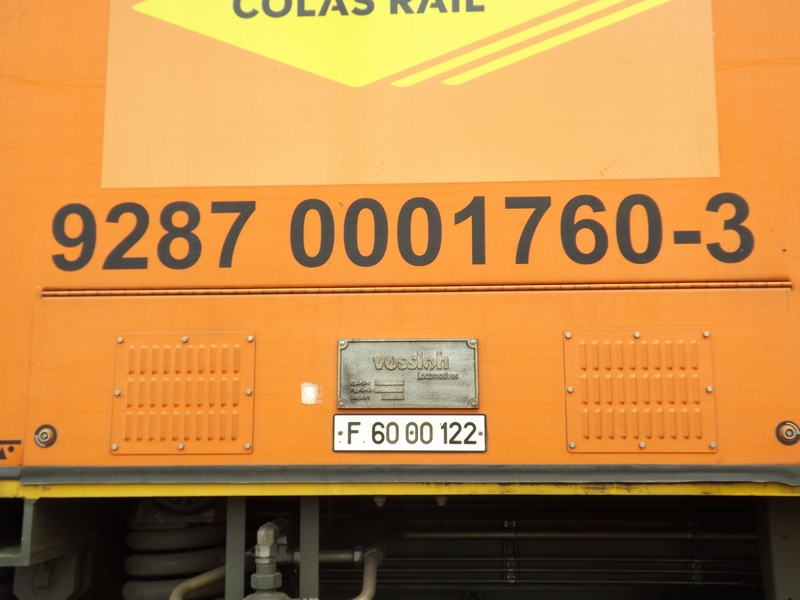 COLAS RAIL
9287 0001760-3
vossloh
Locomotives
F 60 00 122